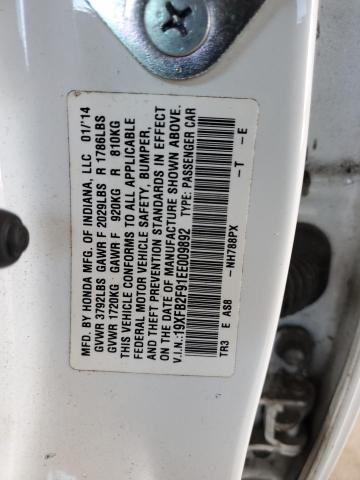 MFD. BY HONDA MFG. OF INDIANA, LLC 01/14
GVWR 3792LBS GAWR F 2029LBS R 1786LBS
GVWR 1720KG GAWR F 920KG R 810KG
THIS VEHICLE CONFORMS TO ALL APPLICABLE
FEDERAL MOTOR VEHICLE SAFETY, BUMPER,
AND THEFT PREVENTION STANDARDS IN EFFECT
ON THE DATE OF MANUFACTURE SHOWN ABOVE.
V.I.N.:19XFB2F91EE009892 TYPE: PASSENGER CAR
TR3 E AS8 -NH788PX -T -E